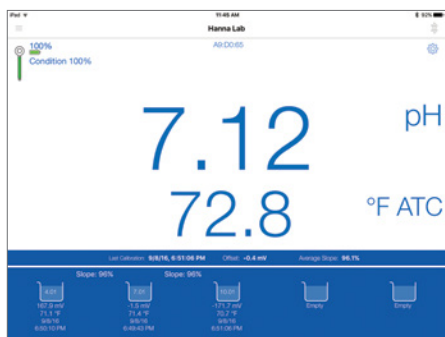 iPad
11:45 AM
92%
Hanna Lab
100%
A9:D0:65
Condition 100%
7.12 pH
72.8 °F ATC
Last Calibration: 9/8/16, 6:51:06 PM Offset: -0.4 mV Average Slope: 96.1%
Slope: 96% Slope: 96%
4.01 7.01 10.01
167.9 mV -1.5 mV -171.7 mV Empty Empty
71.1 °F 71.4 °F 70.7 °F
9/8/16 9/8/16 9/8/16
6:50:10 PM 6:49:43 PM 6:51:06 PM